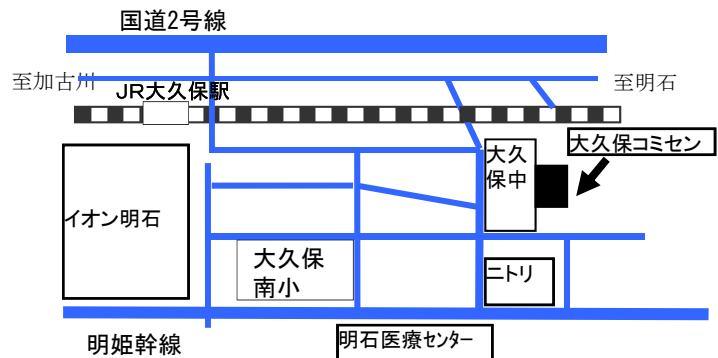 国道2号線
至加古川
至明石
JR大久保駅
大久保コミセン
大久
保中
イオン明石
大久保
南小
ニトリ
明姫幹線
明石医療センター